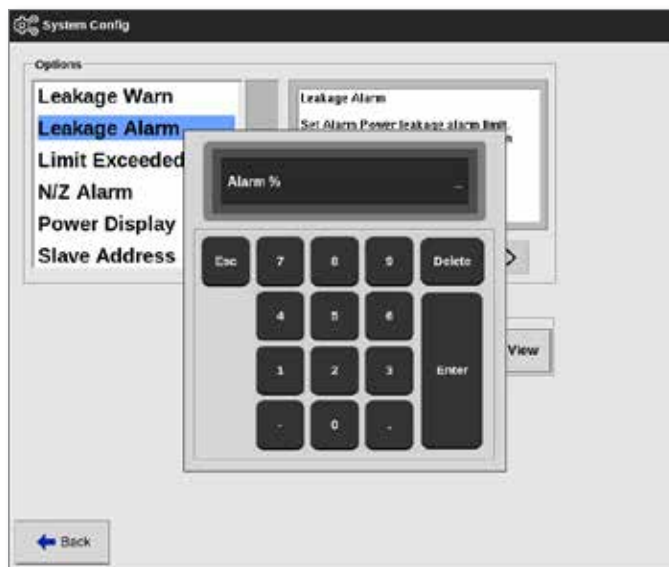 System Config
Options
Leakage Warn
Leakage Alarm
Limit Exceeded
N/Z Alarm
Power Display
Slave Address
Leakage Alarm
Set Alarm Power leakage alarm limit.
Alarm % _
Esc 7 8 9 Delete
4 5 6
1 2 3 Enter
- 0 .
>
View
Back